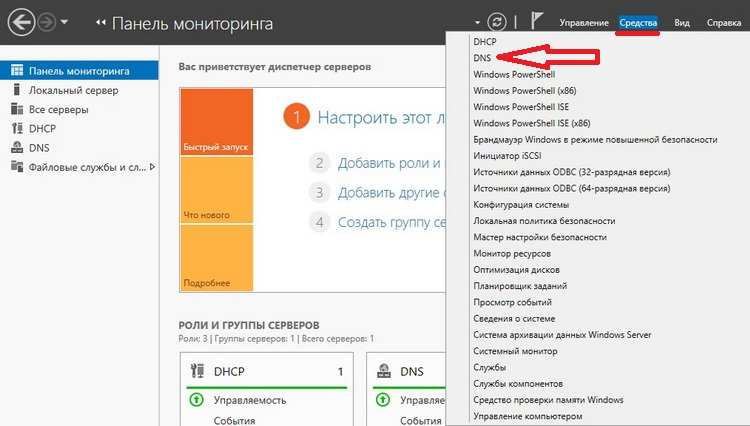 Панель мониторинга
Управление
Средства
Вид
Справка
Панель мониторинга
Локальный сервер
Все серверы
DHCP
DNS
Файловые службы и сл...
Вас приветствует диспетчер серверов
Быстрый запуск
Что нового
Подробнее
1 Настроить этот л
2 Добавить роли и
3 Добавить другие с
4 Создать группу се
РОЛИ И ГРУППЫ СЕРВЕРОВ
Роли: 3 | Группы серверов: 1 | Всего серверов: 1
DHCP 1
Управляемость
События
DNS
Управляе
События
DHCP
DNS
Windows PowerShell
Windows PowerShell (x86)
Windows PowerShell ISE
Windows PowerShell ISE (x86)
Брандмауэр Windows в режиме повышенной безопасности
Инициатор iSCSI
Источники данных ODBC (32-разрядная версия)
Источники данных ODBC (64-разрядная версия)
Конфигурация системы
Локальная политика безопасности
Мастер настройки безопасности
Монитор ресурсов
Оптимизация дисков
Планировщик заданий
Просмотр событий
Сведения о системе
Система архивации данных Windows Server
Системный монитор
Службы
Службы компонентов
Средство проверки памяти Windows
Управление компьютером